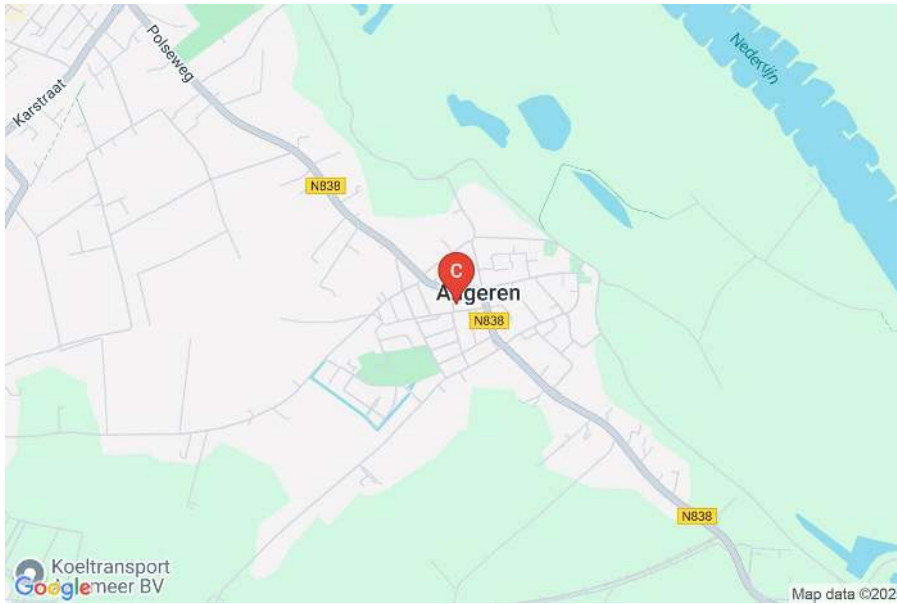 Polseweg
Karstraat
Nederrijn
N838
C
Angeren
N838
N838
Koeltransport
meer BV
Google
Map data ©202